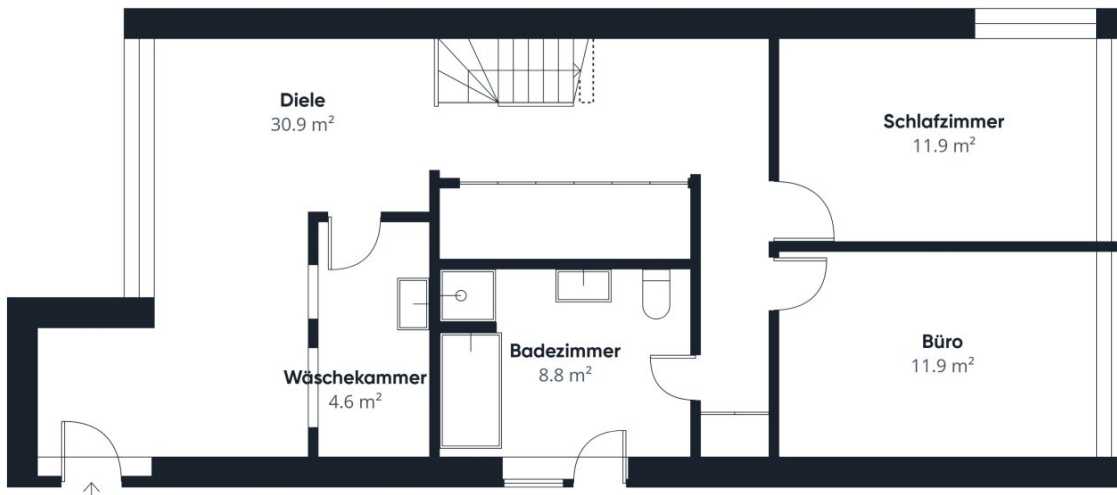 Diele
30.9 m²
Schlafzimmer
11.9 m²
Badezimmer
8.8 m²
Wäschekammer
4.6 m²
Büro
11.9 m²